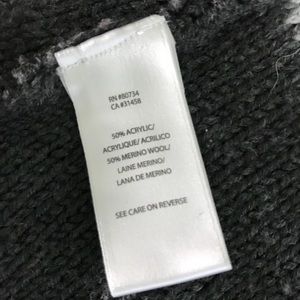 RN #80734
CA #31458
50% ACRYLIC/
ACRYLIQUE/ ACRILICO
50% MERINO WOOL/
LAINE MERINO/
LANA DE MERINO
SEE CARE ON REVERSE